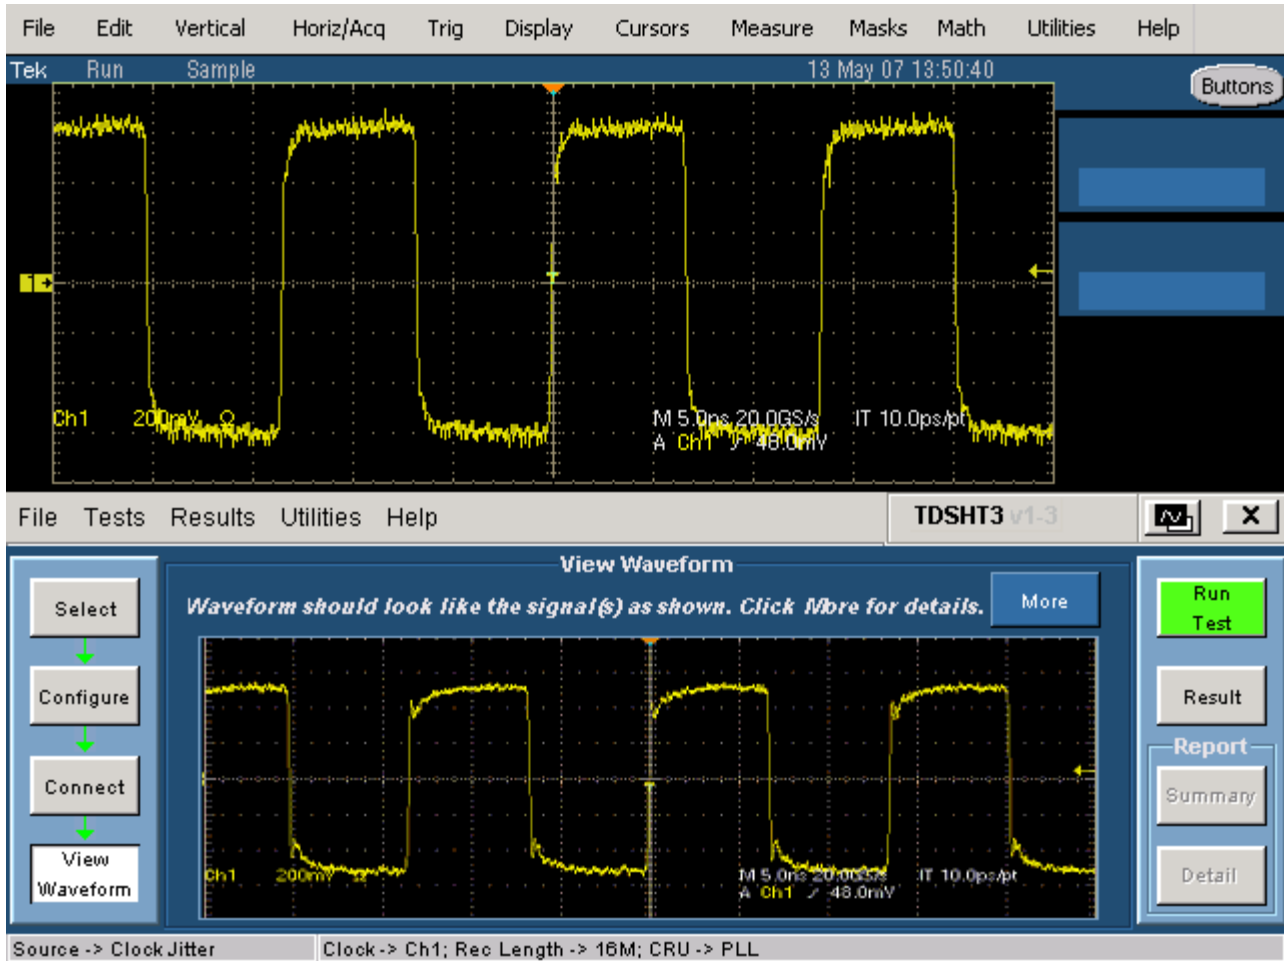 File Edit Vertical Horiz/Acq Trig Display Cursors Measure Masks Math Utilities Help
Tek Run Sample 13 May 07 13:50:40
Buttons
1
Ch1 200mV Ω M 5.0ns 20.0GS/s IT 10.0ps/pt
A Ch1 48.0mV
File Tests Results Utilities Help TDSHT3 v1-3
View Waveform
Waveform should look like the signal(s) as shown. Click More for details.
More
Select
Configure
Connect
View
Waveform
Ch1 200mV Ω M 5.0ns 20.0GS/s IT 10.0ps/pt
A Ch1 48.0mV
Run
Test
Result
Report
Summary
Detail
Source -> Clock Jitter Clock -> Ch1; Rec Length -> 16M; CRU -> PLL